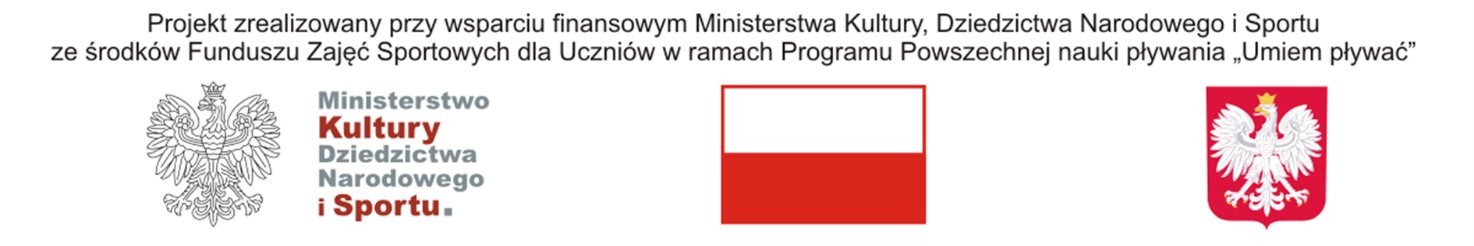 Projekt zrealizowany przy wsparciu finansowym Ministerstwa Kultury, Dziedzictwa Narodowego i Sportu
ze środków Funduszu Zajęć Sportowych dla Uczniów w ramach Programu Powszechnej nauki pływania „Umiem pływać”
Ministerstwo
Kultury
Dziedzictwa
Narodowego
i Sportu.